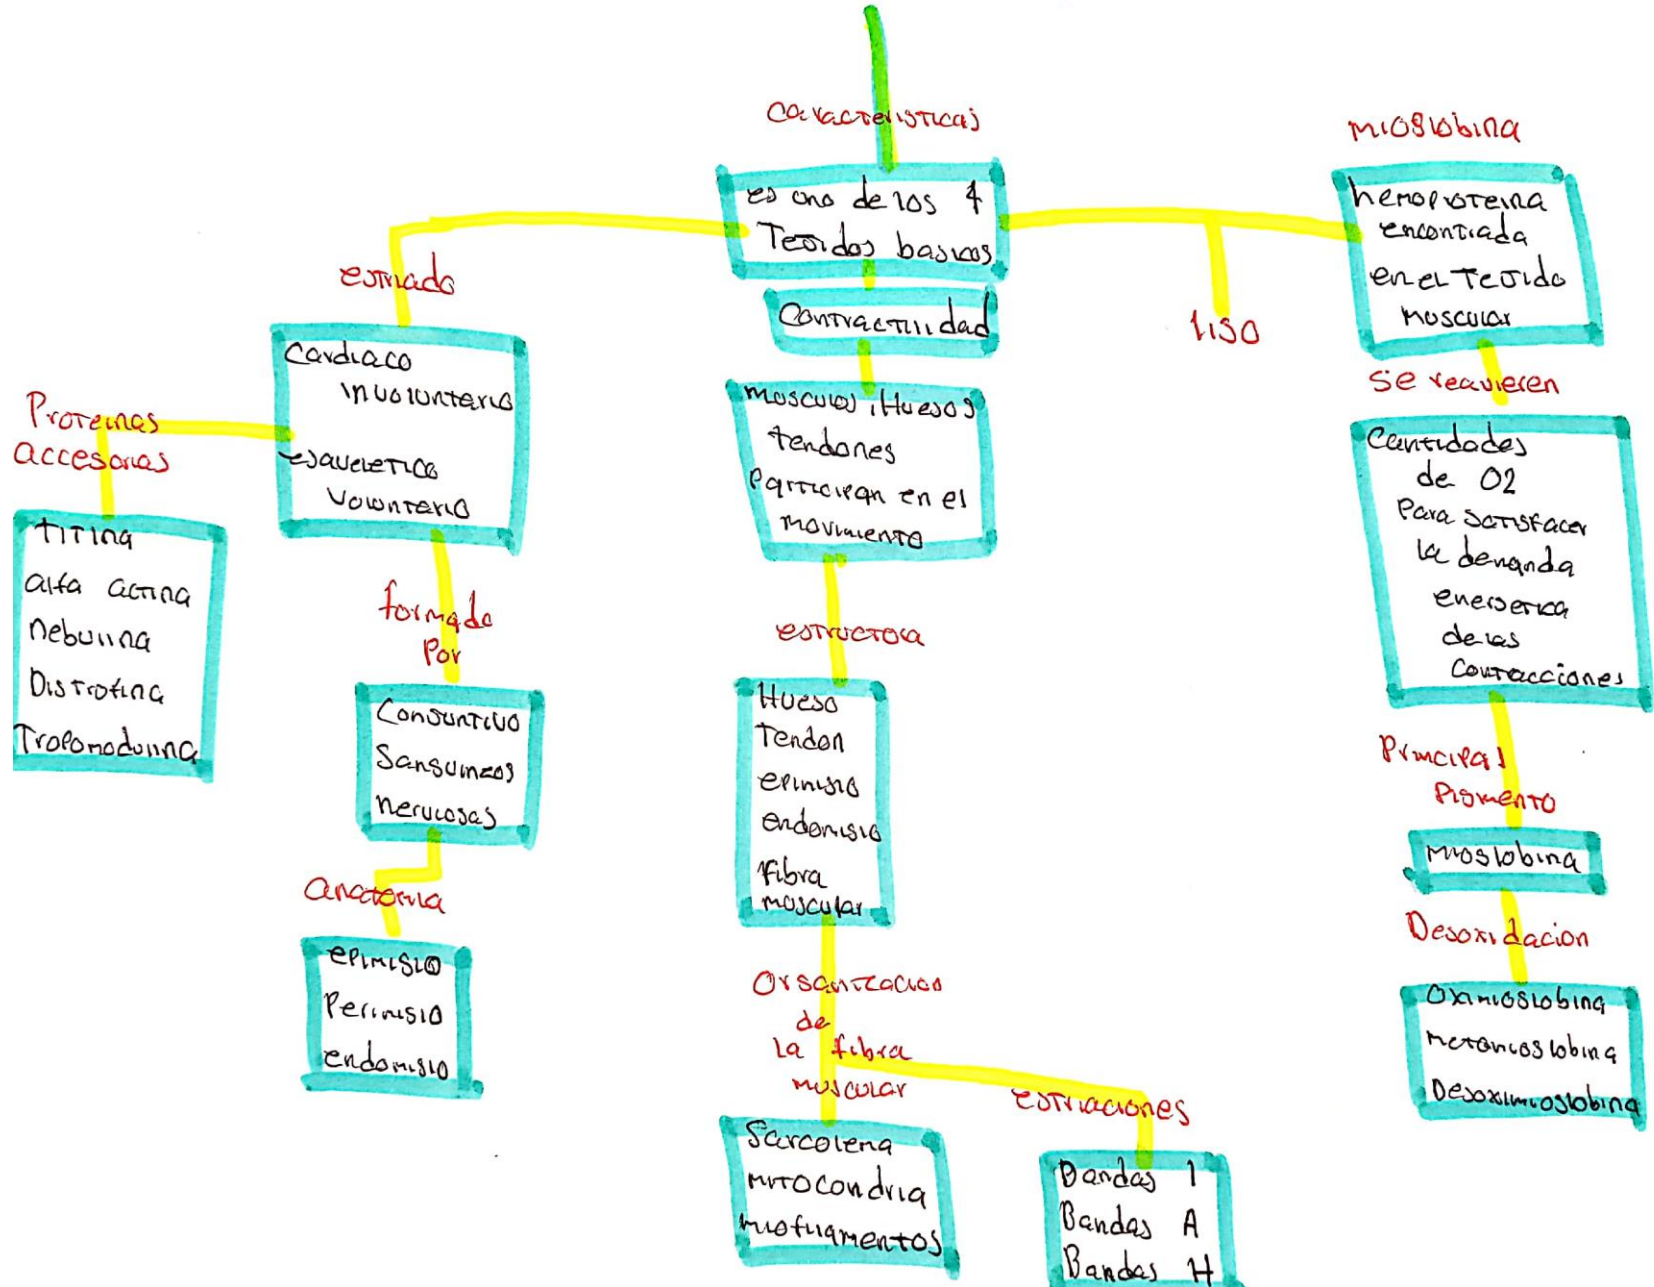 caracteristicas
es uno de los 4
Tejidos basicos
Contractilidad
musculos, Huesos
tendones
Participan en el
movimiento
estructura
Hueso
Tendon
epimisio
endomisio
fibra
muscular
Organizacion
de
la fibra
muscular
Sarcolema
mitocondria
miofilamentos
estriaciones
Bandas I
Bandas A
Bandas H
estriado
Cardiaco
involuntario
esqueletico
Voluntario
Proteinas
accesorias
titina
alfa actina
nebulina
Distrofina
Tropomodulina
formado
por
Conjuntivo
Sanguineos
nerviosas
anatomia
epimisio
Perimisio
endomisio
liso
mioglobina
hemoproteina
encontrada
en el Tejido
muscular
Se requieren
Cantidades
de O2
Para satisfacer
la demanda
energetica
de las
contracciones
Principal
Pigmento
mioglobina
Desoxidacion
Oximioglobina
metamioglobina
Desoximioglobina